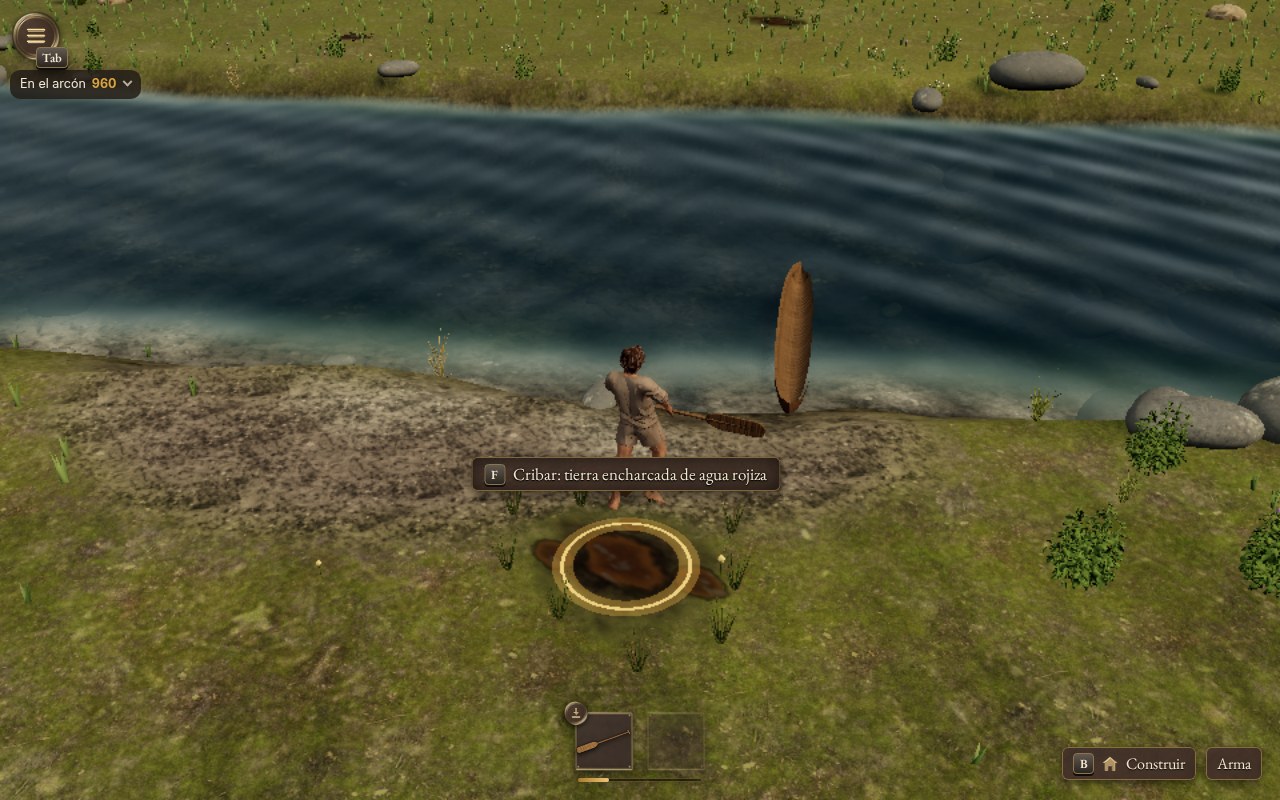 Tab
En el arcón 960
F Cribar: tierra encharcada de agua rojiza
B Construir
Arma